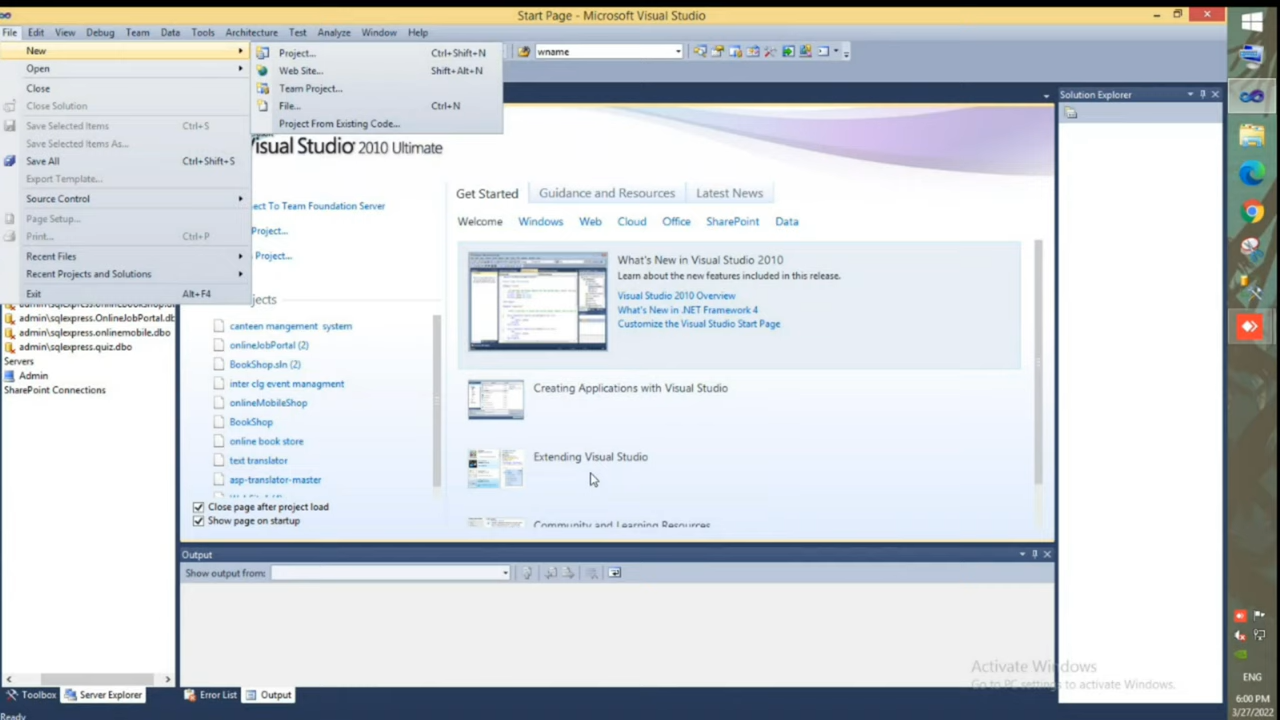 Start Page - Microsoft Visual Studio
File Edit View Debug Team Data Tools Architecture Test Analyze Window Help
New
Open
Close
Close Solution
Save Selected Items Ctrl+S
Save Selected Items As...
Save All Ctrl+Shift+S
Export Template...
Source Control
Page Setup...
Print... Ctrl+P
Recent Files
Recent Projects and Solutions
Exit Alt+F4
Project... Ctrl+Shift+N
Web Site... Shift+Alt+N
Team Project...
File... Ctrl+N
Project From Existing Code...
wname
Visual Studio 2010 Ultimate
ect To Team Foundation Server
Project...
Project...
jects
canteen mangement system
onlineJobPortal (2)
BookShop.sln (2)
inter clg event managment
onlineMobileShop
BookShop
online book store
text translator
asp-translator-master
Close page after project load
Show page on startup
Get Started Guidance and Resources Latest News
Welcome Windows Web Cloud Office SharePoint Data
What's New in Visual Studio 2010
Learn about the new features included in this release.
Visual Studio 2010 Overview
What's New in .NET Framework 4
Customize the Visual Studio Start Page
Creating Applications with Visual Studio
Extending Visual Studio
Community and Learning Resources
admin\sqlexpress.OnlineJobPortal.db
admin\sqlexpress.onlinemobile.dbo
admin\sqlexpress.quiz.dbo
Servers
Admin
SharePoint Connections
Solution Explorer
Output
Show output from:
Toolbox Server Explorer Error List Output
Ready
Activate Windows
Go to PC settings to activate Windows.
ENG
6:00 PM
3/27/2022